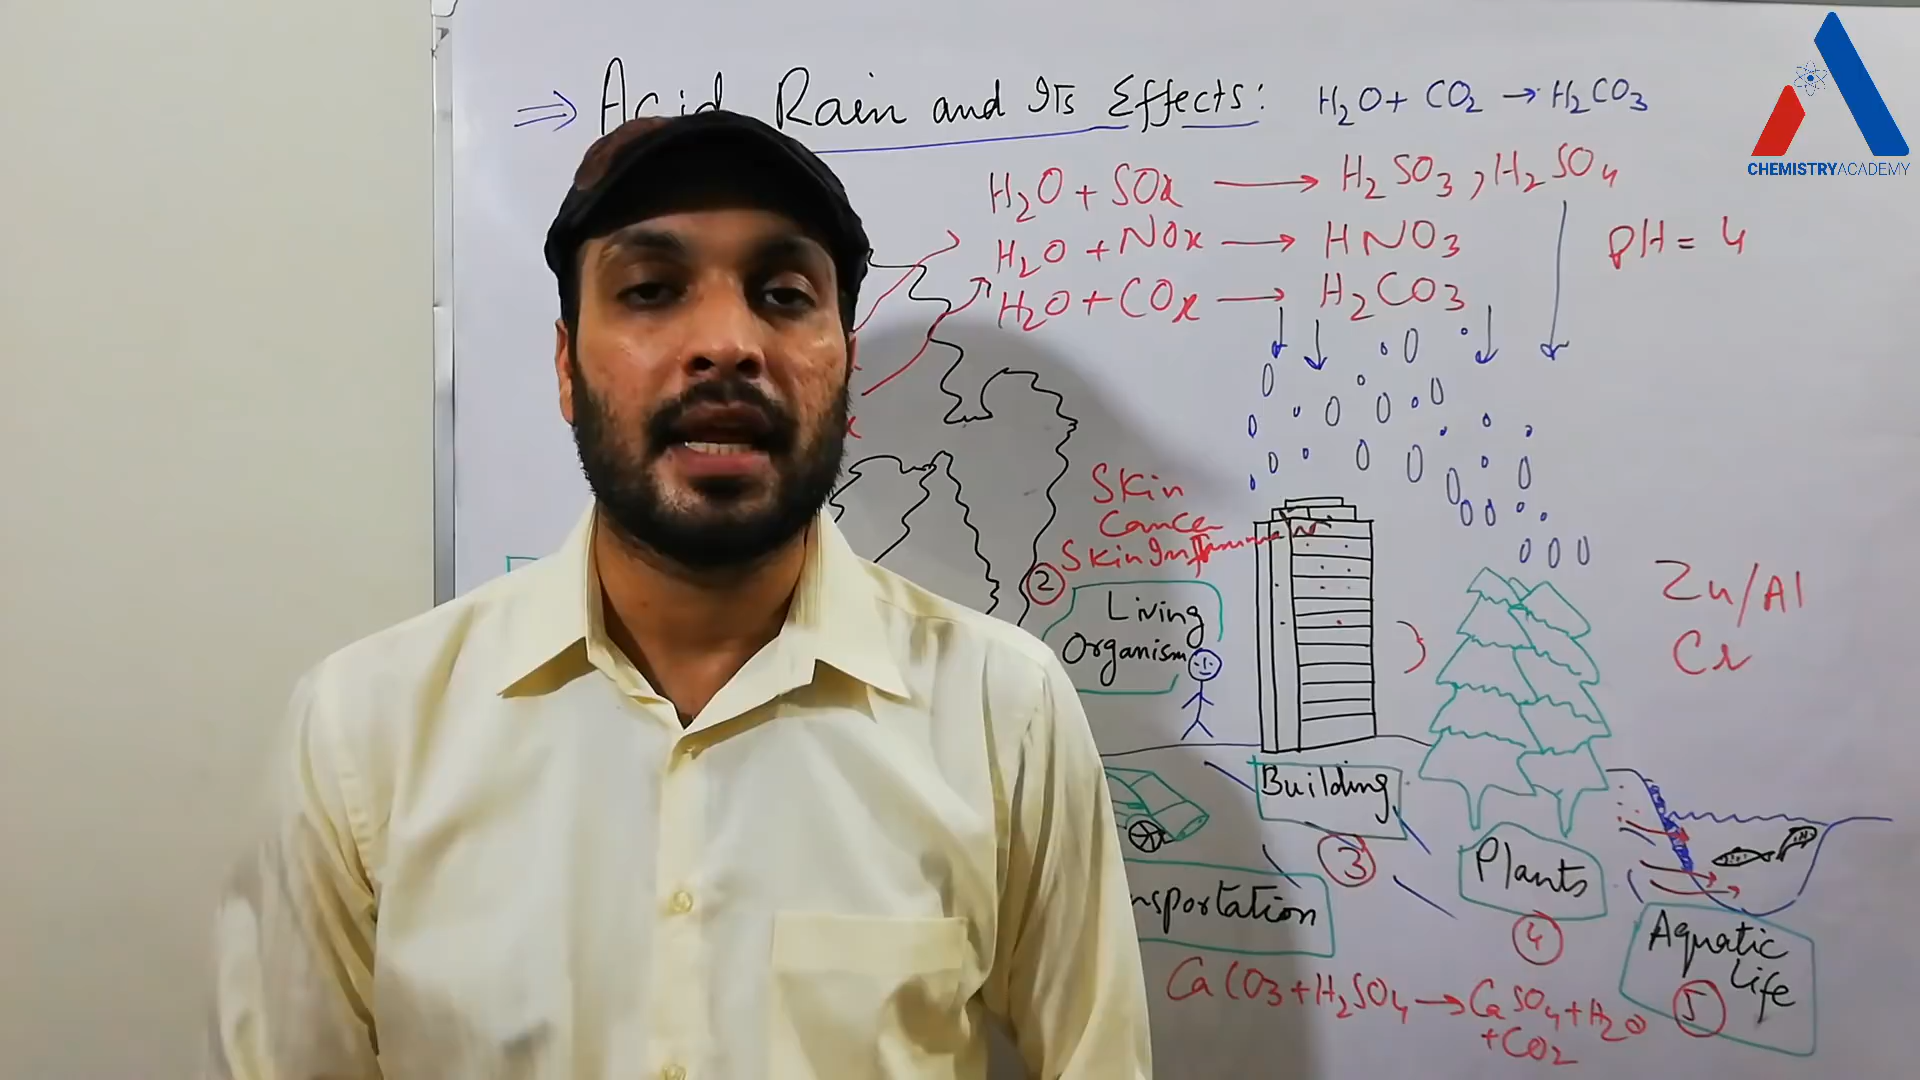 ⇒ Acid Rain and Its Effects:
H2O + CO2 → H2CO3
CHEMISTRYACADEMY
H2O + SOx → H2SO3, H2SO4
H2O + NOx → HNO3
H2O + COx → H2CO3
PH = 4
x
Skin
Cancer
②
Living
Organism
Zn/Al
Cr
Building
③
Plants
④
nsportation
Aquatic
Life
⑤
CaCO3 + H2SO4 → CaSO4 + H2O
+ CO2